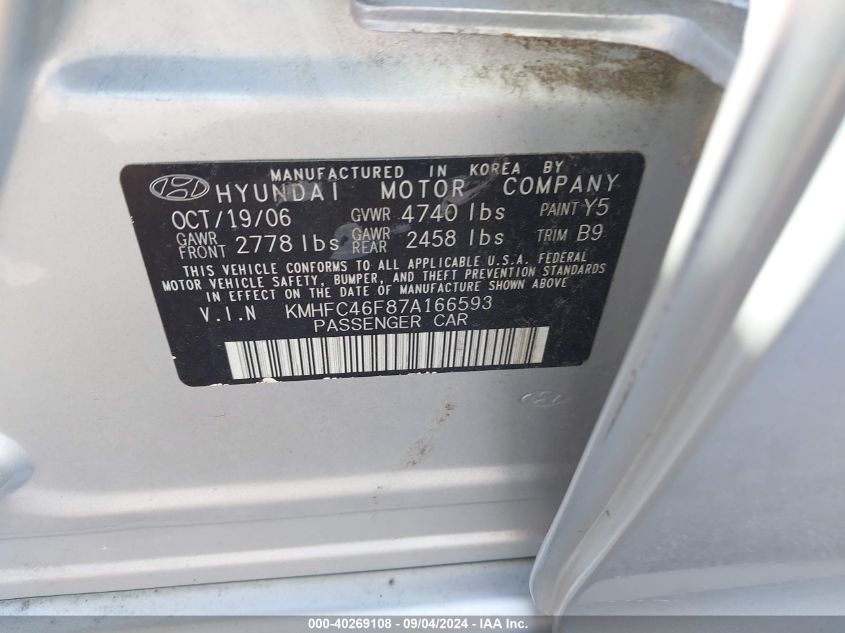 MANUFACTURED IN KOREA BY
HYUNDAI MOTOR COMPANY
OCT/19/06 GVWR 4740 lbs PAINT Y5
GAWR FRONT 2778 lbs GAWR REAR 2458 lbs TRIM B9
THIS VEHICLE CONFORMS TO ALL APPLICABLE U.S.A. FEDERAL
MOTOR VEHICLE SAFETY, BUMPER, AND THEFT PREVENTION STANDARDS
IN EFFECT ON THE DATE OF MANUFACTURE SHOWN ABOVE
V.I.N KMHFC46F87A166593
PASSENGER CAR
000-40269108 - 09/04/2024 - IAA Inc.